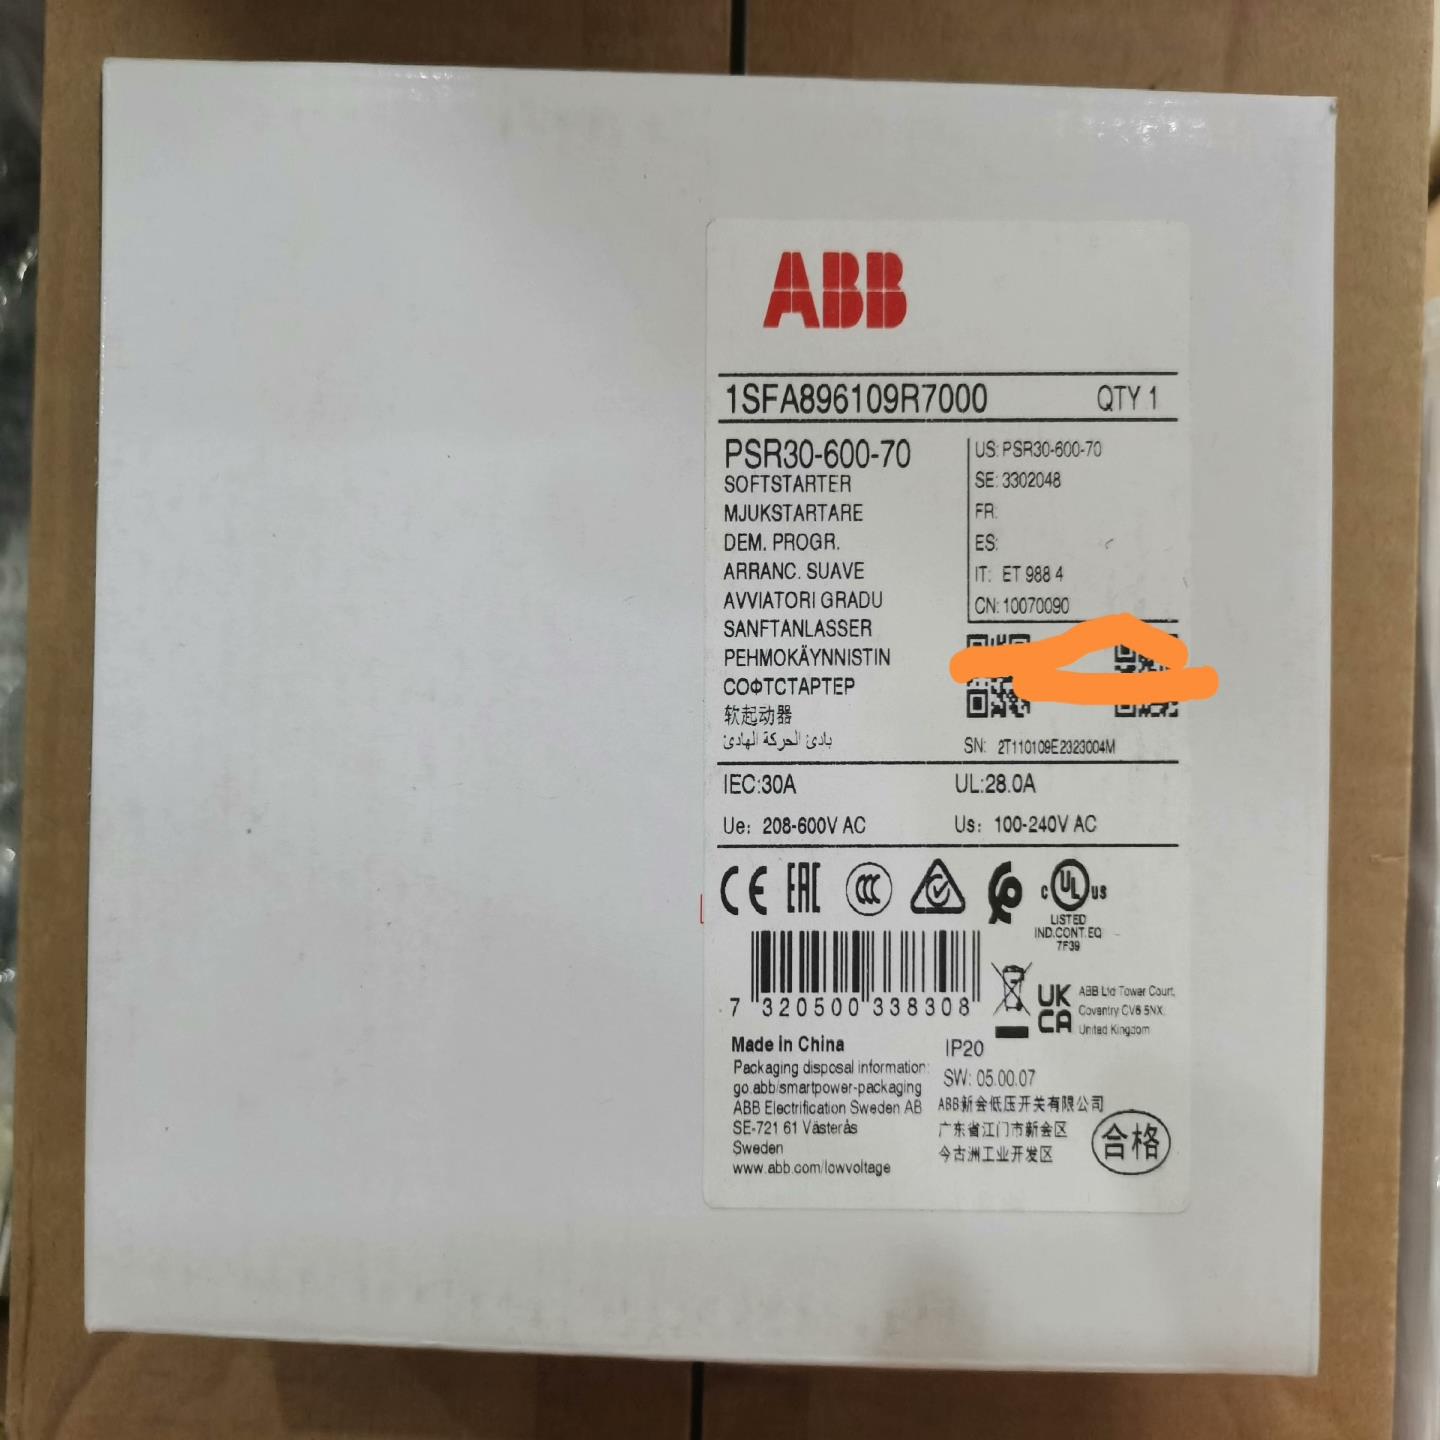 ABB
1SFA896109R7000 QTY 1
PSR30-600-70
SOFTSTARTER
MJUKSTARTARE
DEM. PROGR.
ARRANC. SUAVE
AVVIATORI GRADU
SANFTANLASSER
PEHMOKÄYNNISTIN
СОФТСТАРТЕР
软起动器
بادئ الحركة الهادئ
US: PSR30-600-70
SE: 3302048
FR:
ES:
IT: ET 988 4
CN: 10070090
SN: 2T110109E2323004M
IEC:30A UL:28.0A
Ue: 208-600V AC Us: 100-240V AC
CE EAC CCC C UL US
LISTED
IND.CONT.EQ
7F39
7 320500 338308
UK
CA
ABB Ltd Tower Court,
Coventry CV6 5NX,
United Kingdom
Made in China
Packaging disposal information:
go.abb/smartpower-packaging
ABB Electrification Sweden AB
SE-721 61 Västerås
Sweden
www.abb.com/lowvoltage
IP20
SW: 05.00.07
ABB新会低压开关有限公司
广东省江门市新会区
今古洲工业开发区
合格